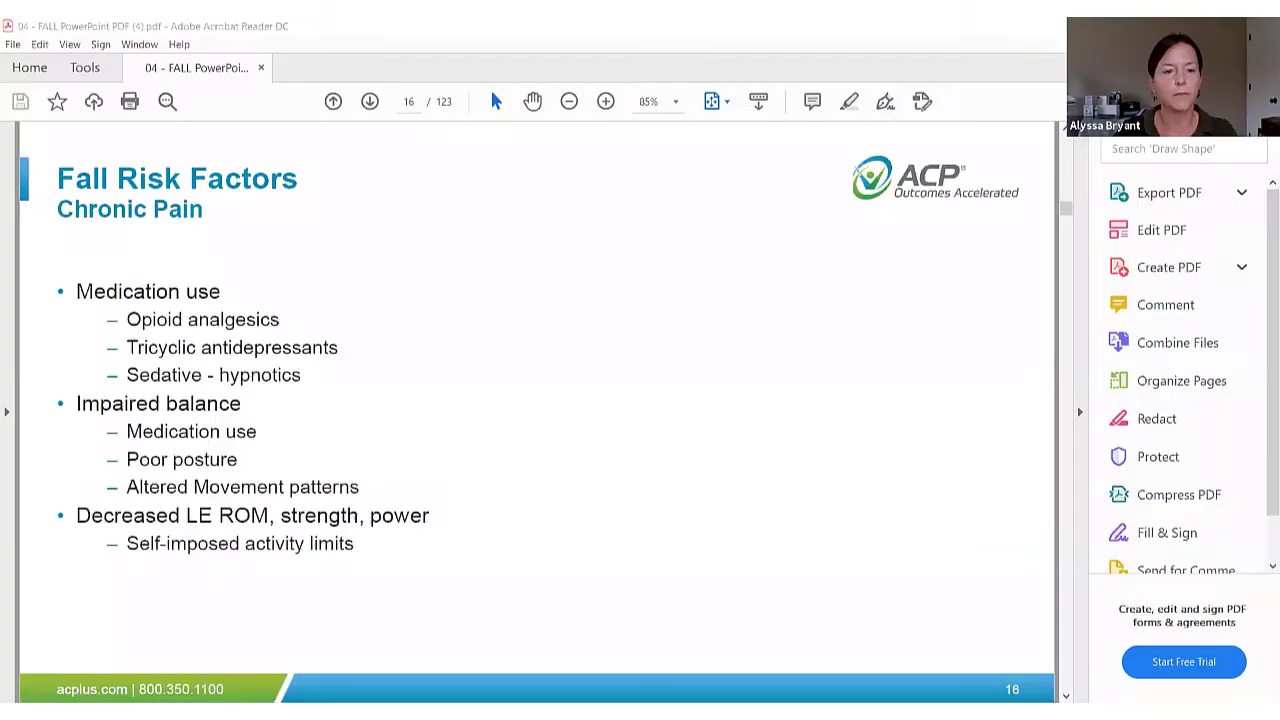 04 - FALL PowerPoint PDF (4).pdf - Adobe Acrobat Reader DC
File Edit View Sign Window Help
Home Tools 04 - FALL PowerPoi... ×
16 / 123 85%
Alyssa Bryant
Search 'Draw Shape'
Fall Risk Factors
Chronic Pain
ACP
Outcomes Accelerated
• Medication use
– Opioid analgesics
– Tricyclic antidepressants
– Sedative - hypnotics
• Impaired balance
– Medication use
– Poor posture
– Altered Movement patterns
• Decreased LE ROM, strength, power
– Self-imposed activity limits
acplus.com | 800.350.1100
16
Export PDF
Edit PDF
Create PDF
Comment
Combine Files
Organize Pages
Redact
Protect
Compress PDF
Fill & Sign
Send for Comme
Create, edit and sign PDF
forms & agreements
Start Free Trial